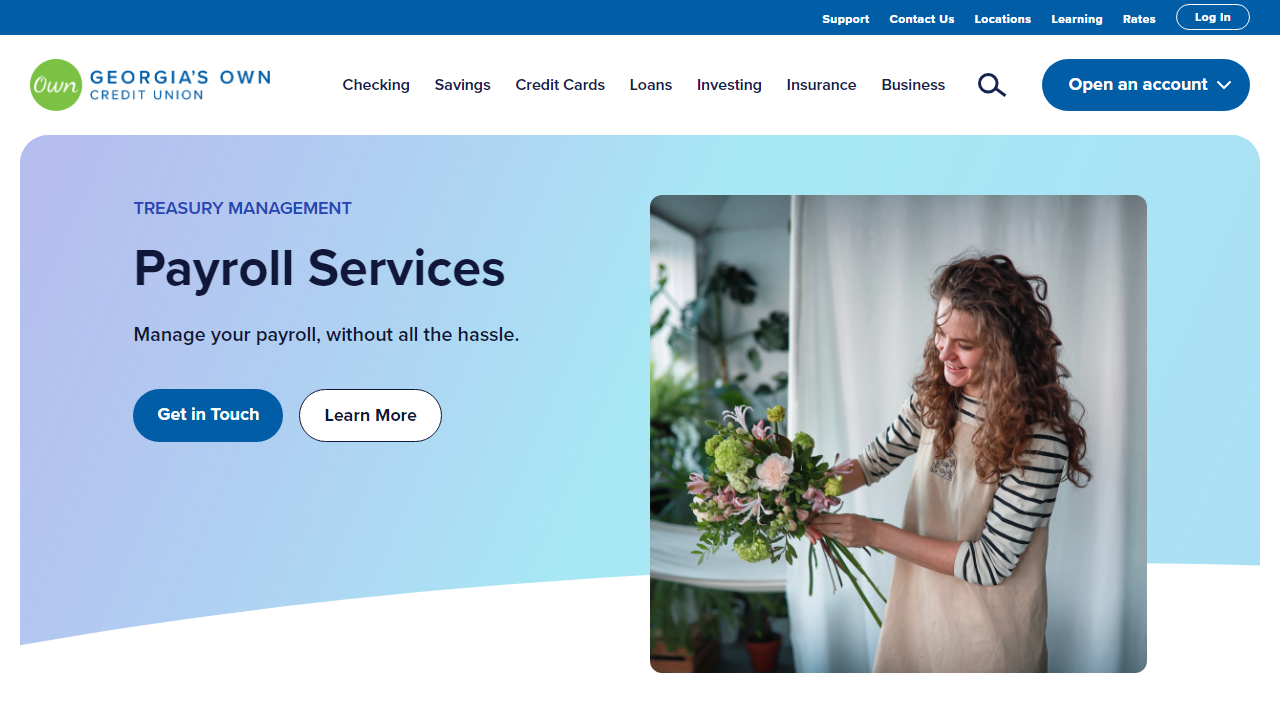 Support Contact Us Locations Learning Rates Log In
Own GEORGIA'S OWN
CREDIT UNION
Checking Savings Credit Cards Loans Investing Insurance Business Open an account
TREASURY MANAGEMENT
Payroll Services
Manage your payroll, without all the hassle.
Get in Touch Learn More